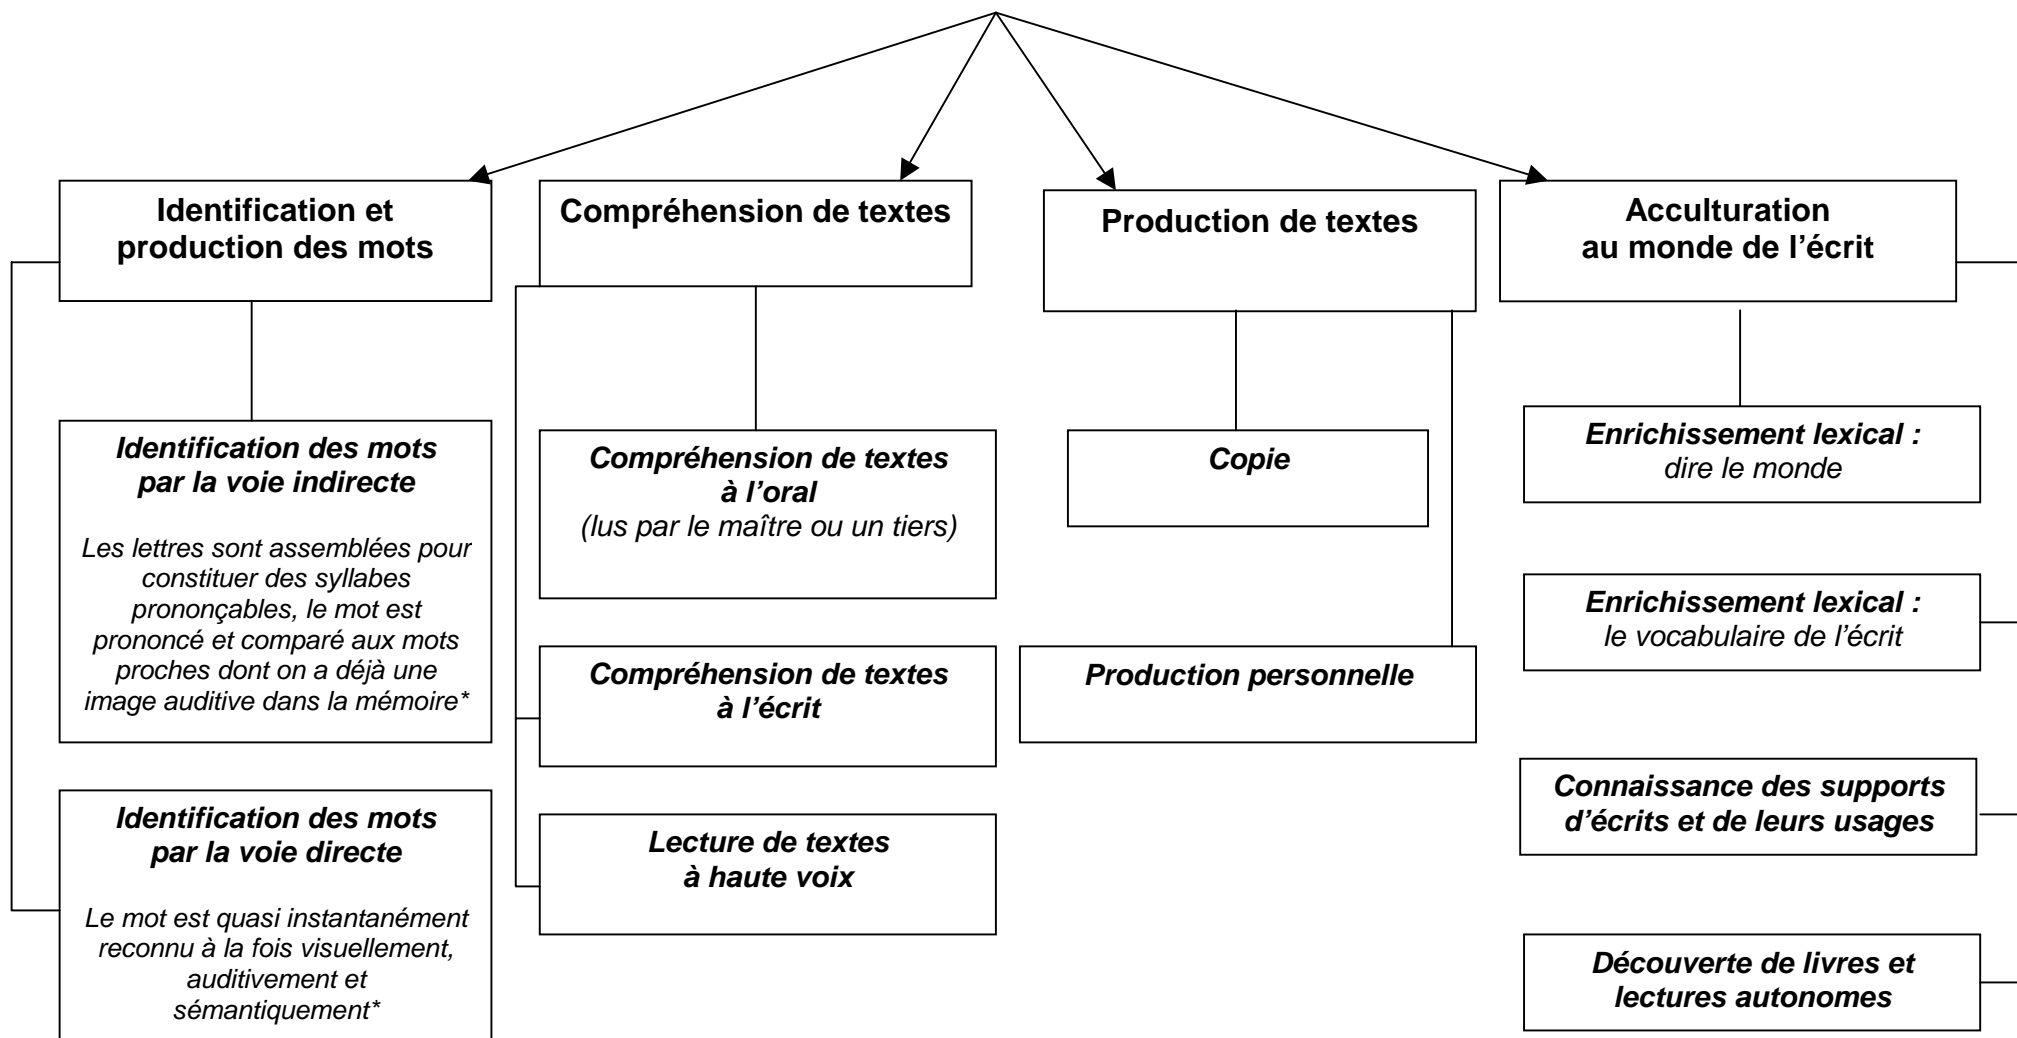 Identification et
production des mots
Compréhension de textes
Production de textes
Acculturation
au monde de l’écrit
Identification des mots
par la voie indirecte
Les lettres sont assemblées pour
constituer des syllabes
prononçables, le mot est
prononcé et comparé aux mots
proches dont on a déjà une
image auditive dans la mémoire*
Identification des mots
par la voie directe
Le mot est quasi instantanément
reconnu à la fois visuellement,
auditivement et
sémantiquement*
Compréhension de textes
à l’oral
(lus par le maître ou un tiers)
Compréhension de textes
à l’écrit
Lecture de textes
à haute voix
Copie
Production personnelle
Enrichissement lexical :
dire le monde
Enrichissement lexical :
le vocabulaire de l’écrit
Connaissance des supports
d’écrits et de leurs usages
Découverte de livres et
lectures autonomes